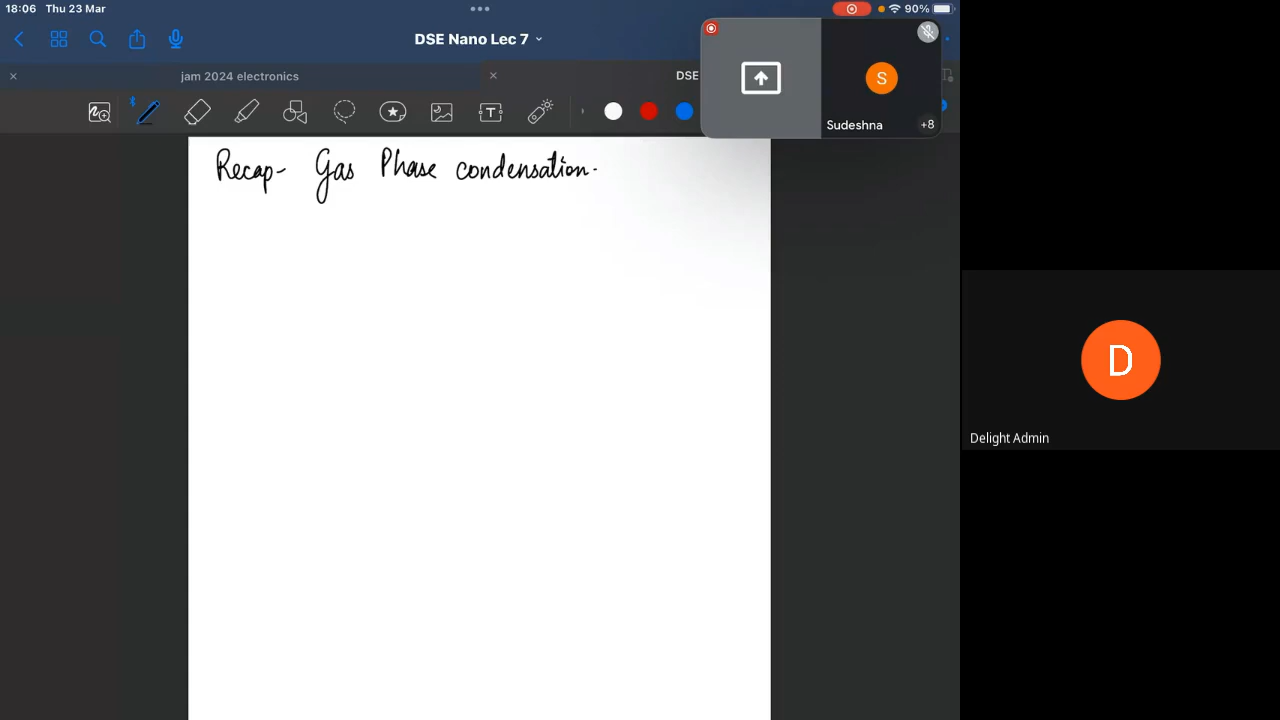 18:06 Thu 23 Mar
90%
DSE Nano Lec 7
jam 2024 electronics
DSE
T
S
Sudeshna
+8
Recap- Gas Phase condensation.
D
Delight Admin